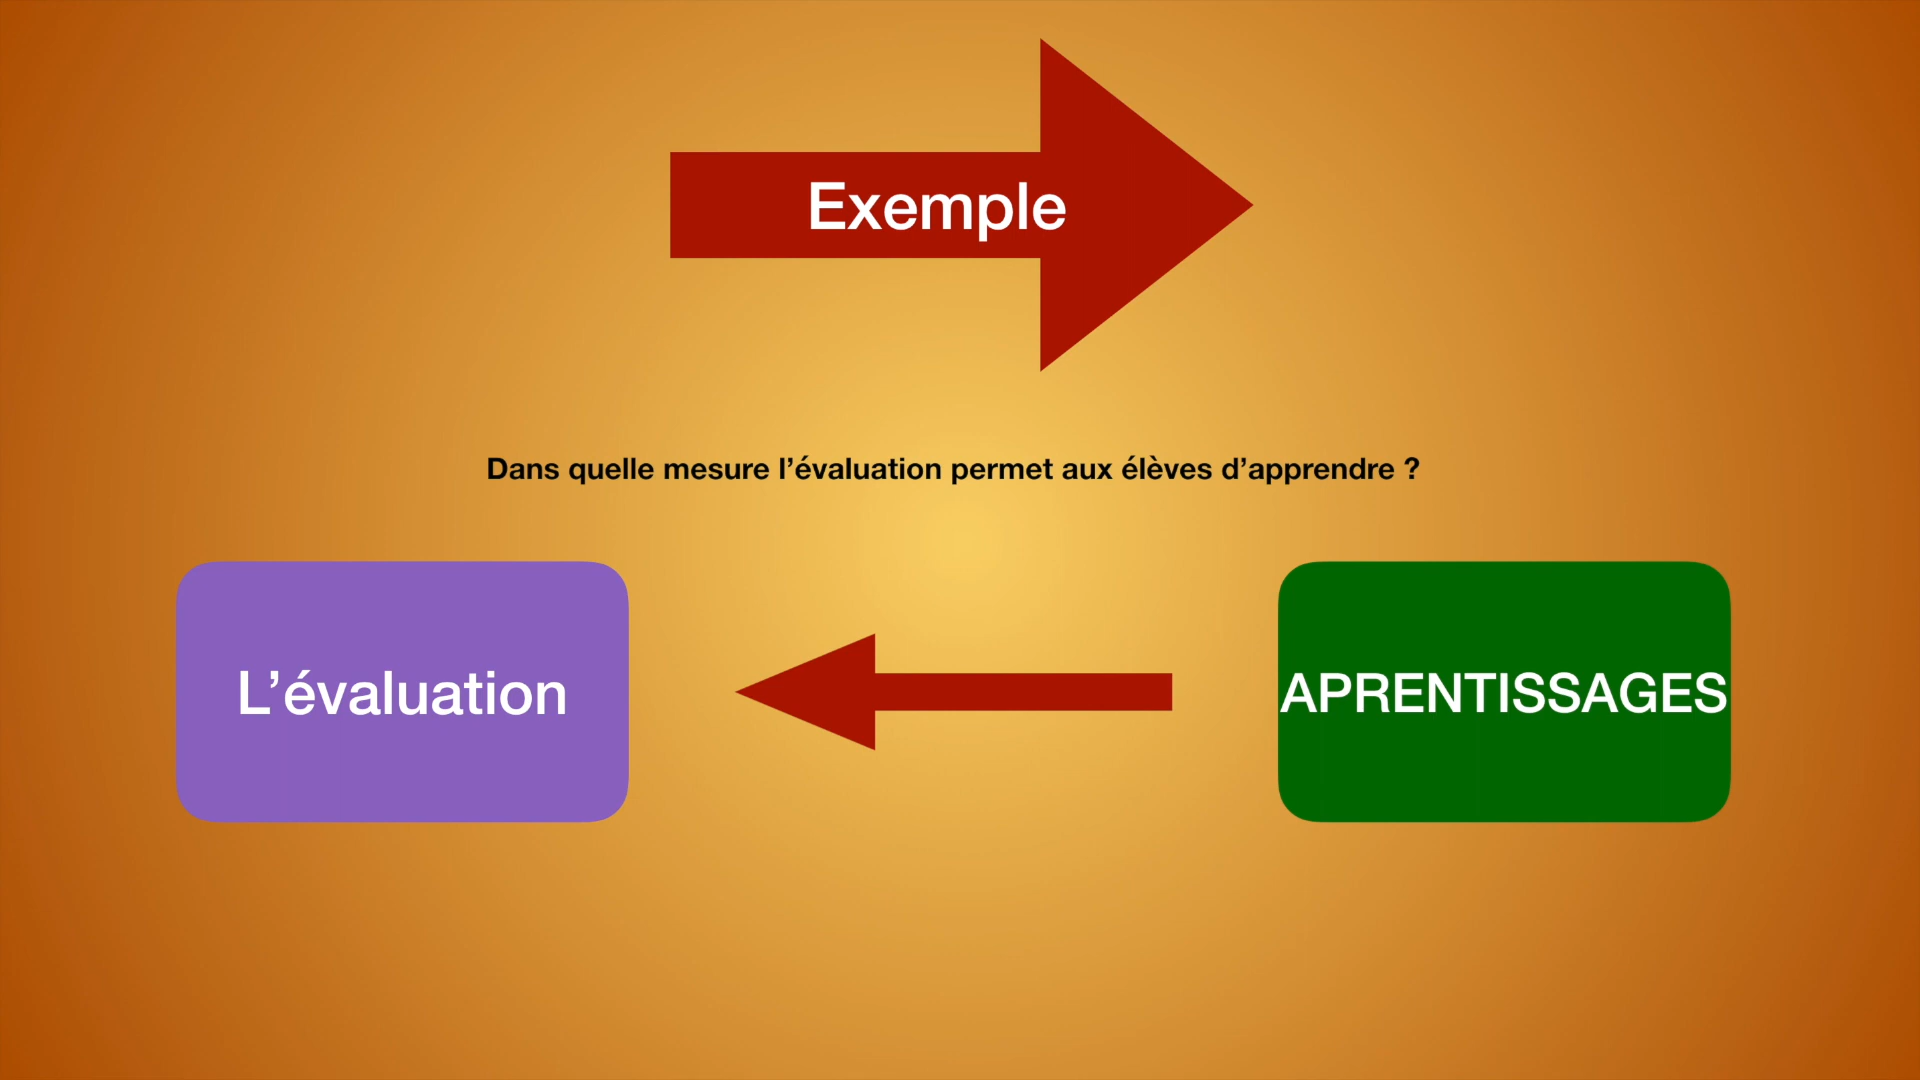 Exemple
Dans quelle mesure l’évaluation permet aux élèves d’apprendre ?
L’évaluation
APRENTISSAGES